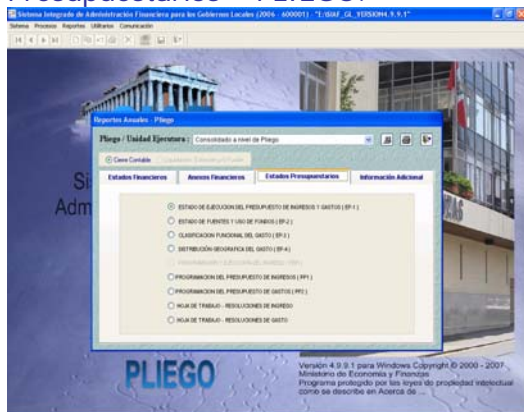 Presupuestarios – PLIEGO.
Sistema Integrado de Administración Financiera para los Gobiernos Locales (2006 - 600001) - "E:\SIAF_GL_VERSION4.9.9.1"
Sistema Procesos Reportes Utilitarios Comunicación
Reportes Anuales - Pliego
Pliego / Unidad Ejecutora : Consolidado a nivel de Pliego
Cierre Contable
Estados Financieros Anexos Financieros Estados Presupuestarios Información Adicional
ESTADO DE EJECUCION DEL PRESUPUESTO DE INGRESOS Y GASTOS ( EP-1 )
ESTADO DE FUENTES Y USO DE FONDOS ( EP-2 )
CLASIFICACION FUNCIONAL DEL GASTO ( EP-3 )
DISTRIBUCIÓN GEOGRAFICA DEL GASTO ( EP-4 )
PROGRAMACION DEL PRESUPUESTO DE INGRESOS ( PP1 )
PROGRAMACION DEL PRESUPUESTO DE GASTOS ( PP2 )
HOJA DE TRABAJO - RESOLUCIONES DE INGRESO
HOJA DE TRABAJO - RESOLUCIONES DE GASTO
Si
Adm
AS
PLIEGO
Versión 4.9.9.1 para Windows Copyright © 2000 - 2007
Ministerio de Economía y Finanzas
Programa protegido por las leyes de propiedad intelectual
como se describe en Acerca de ...